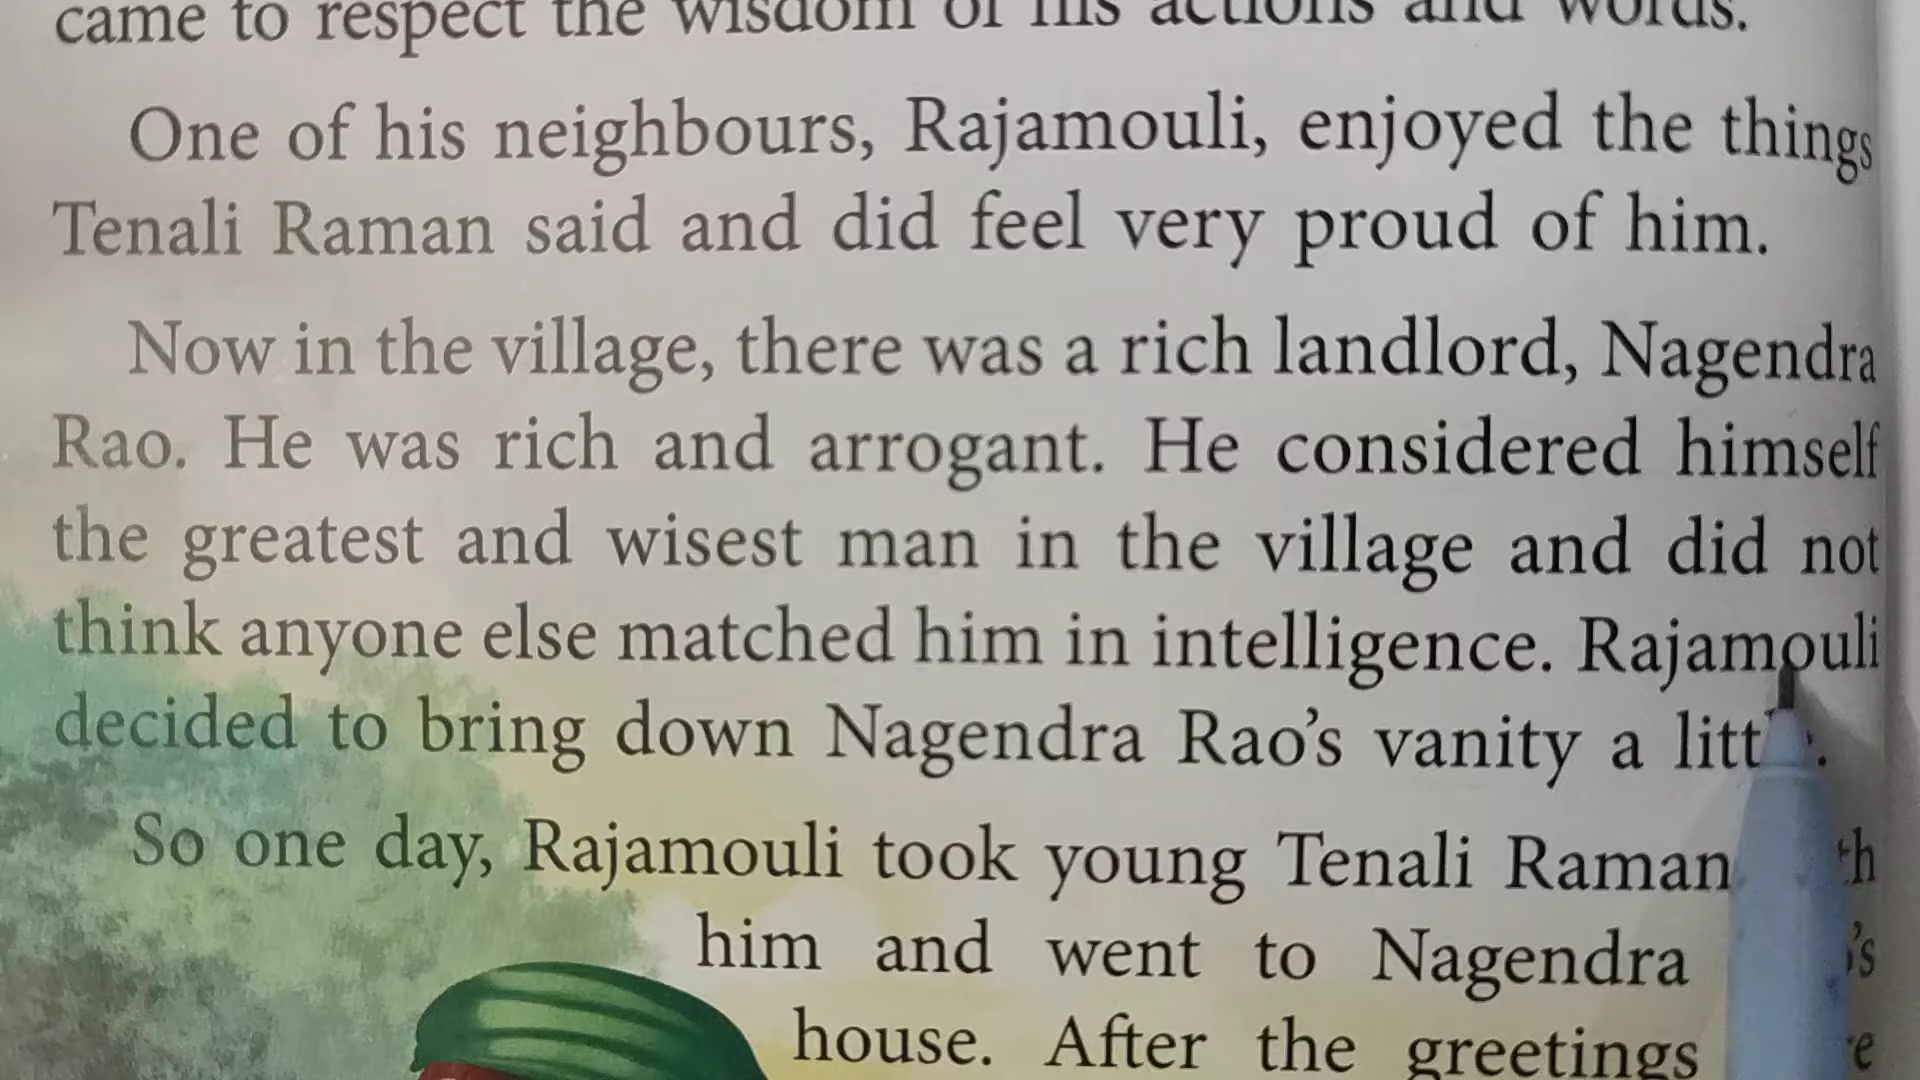 came to respect the wisdom of his actions and words.
One of his neighbours, Rajamouli, enjoyed the things
Tenali Raman said and did feel very proud of him.
Now in the village, there was a rich landlord, Nagendra
Rao. He was rich and arrogant. He considered himself
the greatest and wisest man in the village and did not
think anyone else matched him in intelligence. Rajamouli
decided to bring down Nagendra Rao's vanity a
So one day, Rajamouli took young Tenali Raman
him and went to Nagendra
house. After the greetings